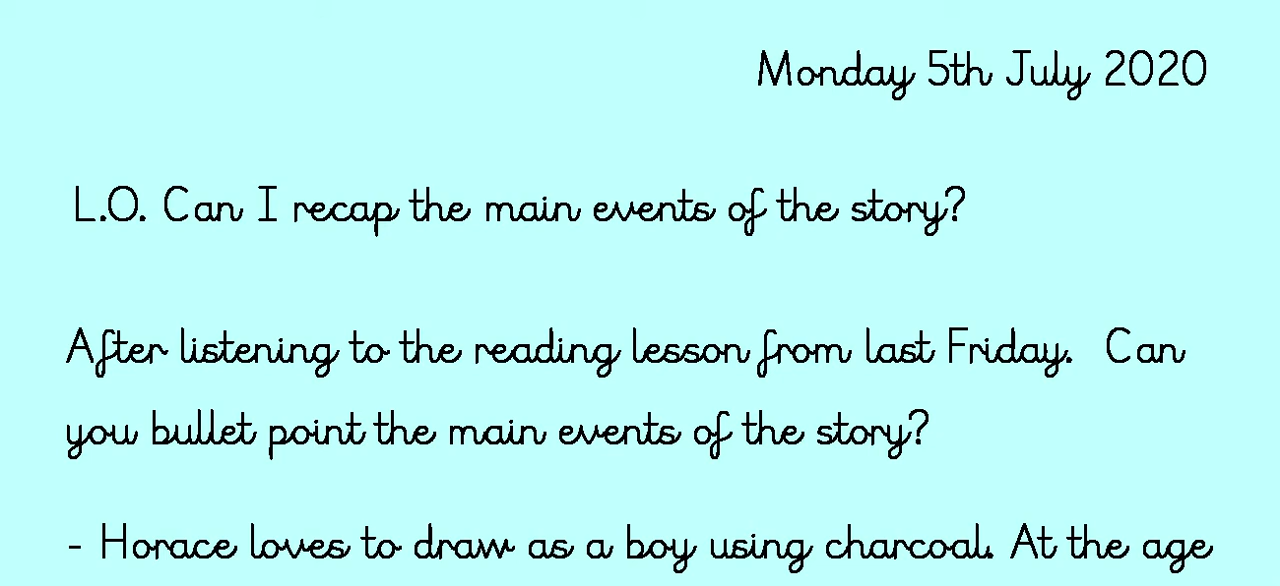 Monday 5th July 2020
L.O. Can I recap the main events of the story?
After listening to the reading lesson from last Friday. Can
you bullet point the main events of the story?
- Horace loves to draw as a boy using charcoal. At the age